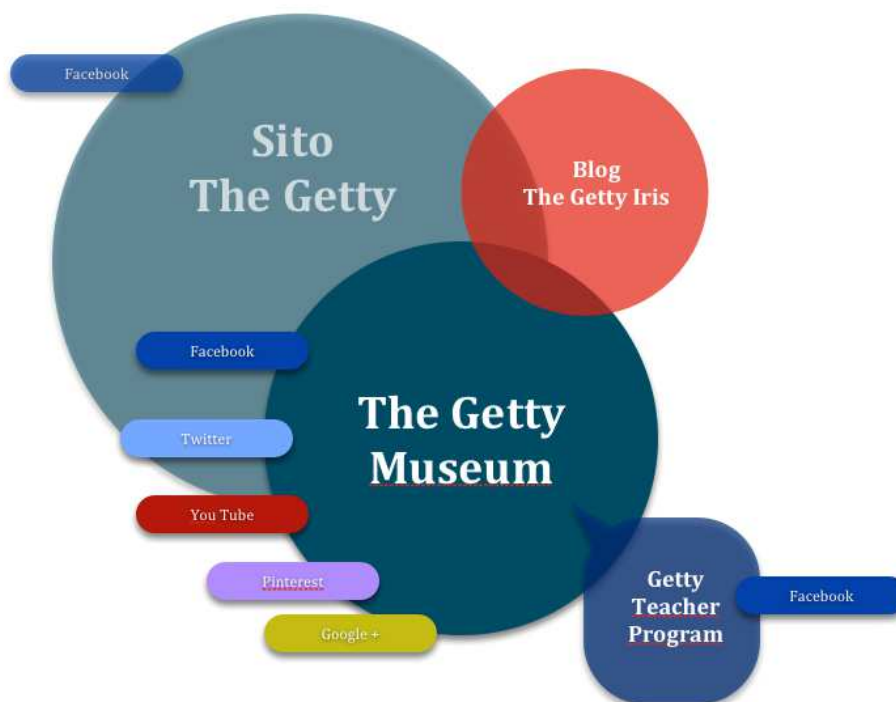 Facebook
Sito
The Getty
Blog
The Getty Iris
Facebook
The Getty
Museum
Twitter
You Tube
Pinterest
Google +
Getty
Teacher
Program
Facebook